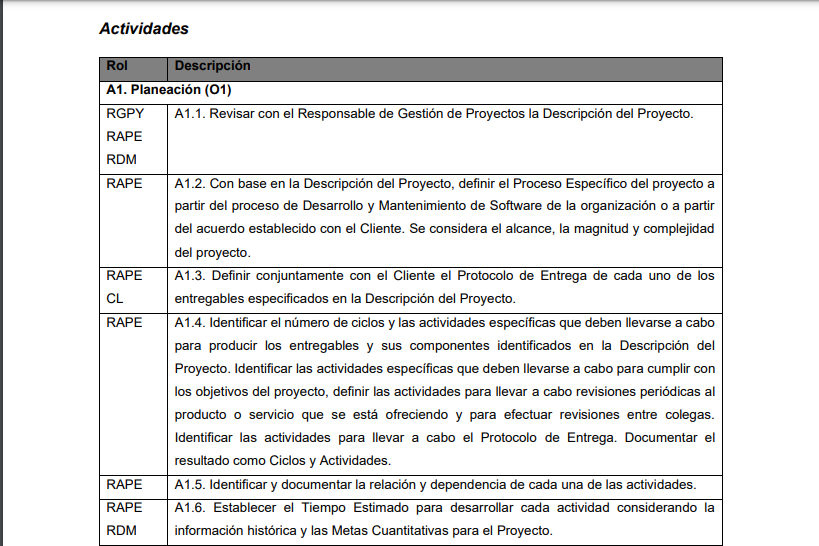 Actividades
Rol Descripción
A1. Planeación (O1)
RGPY A1.1. Revisar con el Responsable de Gestión de Proyectos la Descripción del Proyecto.
RAPE
RDM
RAPE A1.2. Con base en la Descripción del Proyecto, definir el Proceso Específico del proyecto a
partir del proceso de Desarrollo y Mantenimiento de Software de la organización o a partir
del acuerdo establecido con el Cliente. Se considera el alcance, la magnitud y complejidad
del proyecto.
RAPE A1.3. Definir conjuntamente con el Cliente el Protocolo de Entrega de cada uno de los
CL entregables especificados en la Descripción del Proyecto.
RAPE A1.4. Identificar el número de ciclos y las actividades específicas que deben llevarse a cabo
para producir los entregables y sus componentes identificados en la Descripción del
Proyecto. Identificar las actividades específicas que deben llevarse a cabo para cumplir con
los objetivos del proyecto, definir las actividades para llevar a cabo revisiones periódicas al
producto o servicio que se está ofreciendo y para efectuar revisiones entre colegas.
Identificar las actividades para llevar a cabo el Protocolo de Entrega. Documentar el
resultado como Ciclos y Actividades.
RAPE A1.5. Identificar y documentar la relación y dependencia de cada una de las actividades.
RAPE A1.6. Establecer el Tiempo Estimado para desarrollar cada actividad considerando la
RDM información histórica y las Metas Cuantitativas para el Proyecto.